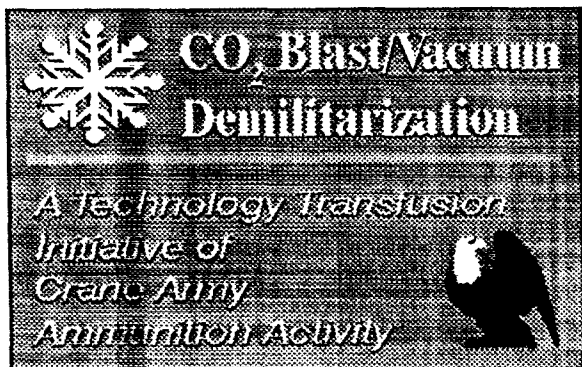 CO₂ Blast/Vacuum
Demilitarization
A Technology Transfusion
Initiative of
Crane Army
Ammunition Activity